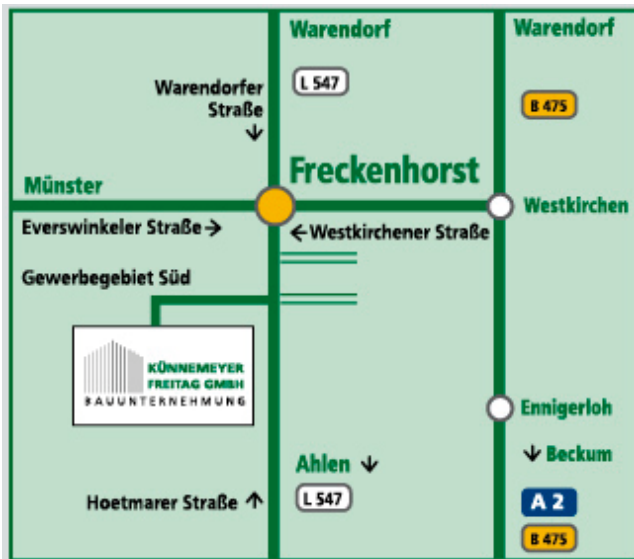 Warendorf
Warendorf
L 547
Warendorfer
Straße
B 475
Freckenhorst
Münster
Westkirchen
Everswinkeler Straße
Westkirchener Straße
Gewerbegebiet Süd
KÜNNEMEYER
FREITAG GMBH
BAUUNTERNEHMUNG
Ennigerloh
Ahlen
Beckum
Hoetmarer Straße
L 547
A 2
B 475